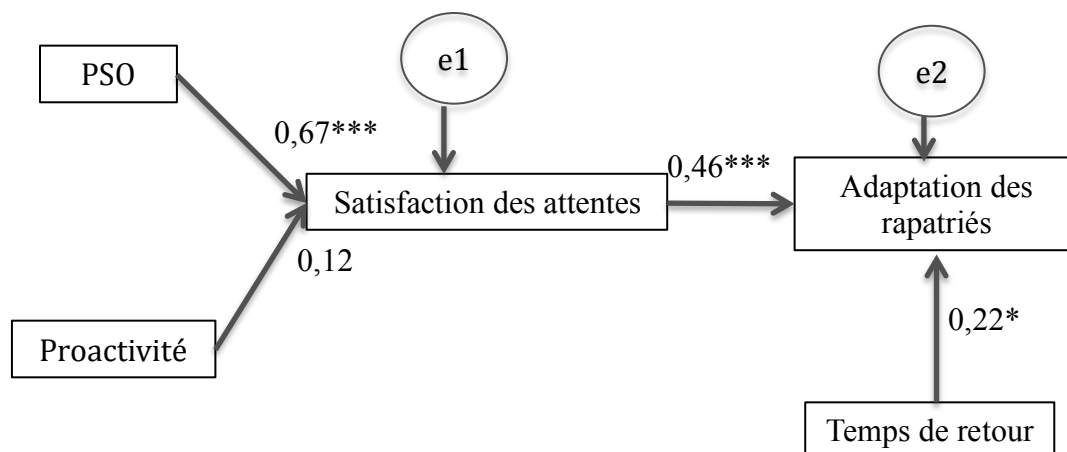 PSO
e1
e2
0,67***
0,46***
Satisfaction des attentes
Adaptation des
rapatriés
0,12
Proactivité
0,22*
Temps de retour